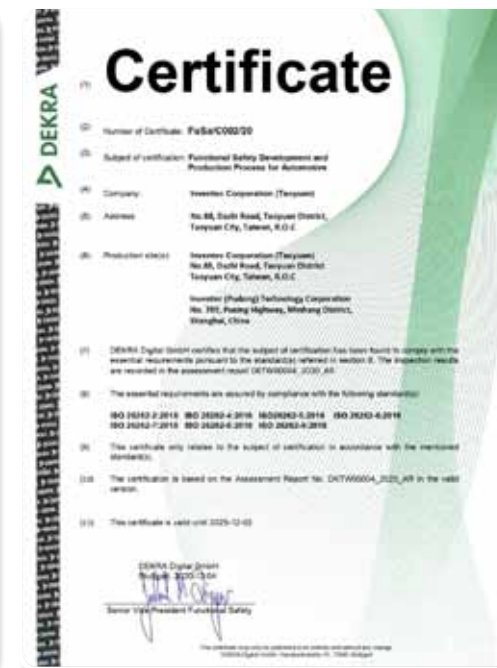 DEKRA
Certificate
(1)
(2) Number of Certificate: FuSa/C002/20
(3) Subject of certification: Functional Safety Development and
Production Process for Automotive
(4) Company: Inventec Corporation (Taoyuan)
(5) Address: No.88, Dazhi Road, Taoyuan District,
Taoyuan City, Taiwan, R.O.C
(6) Production site(s): Inventec Corporation (Taoyuan)
No.88, Dazhi Road, Taoyuan District
Taoyuan City, Taiwan, R.O.C
Inventec (Pudong) Technology Corporation
Puxing Highway, Minhang District,
Shanghai, China
(7) DEKRA Digital GmbH certifies that the subject of certification has been found to comply with the
essential requirements pursuant to the standard(s) referred in section 8. The inspection results
are recorded in the assessment report
(8) The essential requirements are assured by compliance with the following standard(s):
ISO 26262-2:2018 ISO 26262-4:2018 ISO26262-5:2018 ISO 26262-6:2018
ISO 26262-7:2018 ISO 26262-8:2018 ISO 26262-9:2018
(9) This certificate only relates to the subject of certification in accordance with the mentioned
standard(s).
(10) The certification is based on the Assessment Report No. in the valid
version.
(11) This certificate is valid until
DEKRA Digital GmbH
Senior Vice President Functional Safety